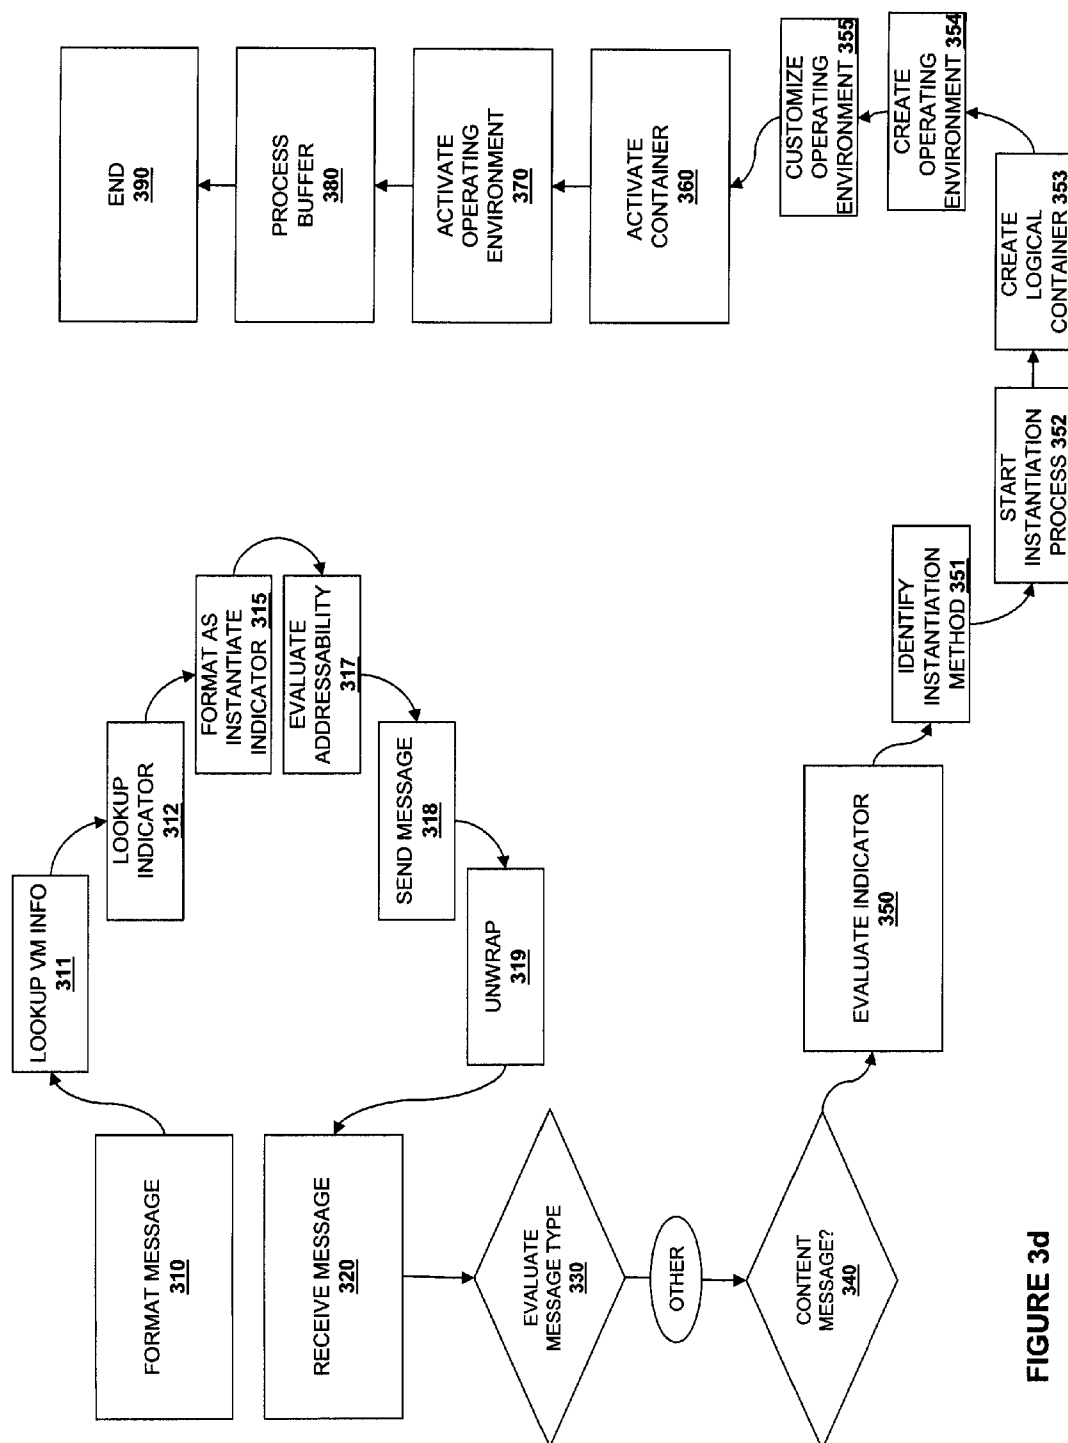 FORMAT MESSAGE
310
LOOKUP VM INFO
311
LOOKUP
INDICATOR
312
FORMAT AS
INSTANTIATE
INDICATOR 315
EVALUATE
ADDRESSABILITY
317
SEND MESSAGE
318
UNWRAP
319
RECEIVE MESSAGE
320
EVALUATE
MESSAGE TYPE
330
OTHER
CONTENT
MESSAGE?
340
EVALUATE INDICATOR
350
IDENTIFY
INSTANTIATION
METHOD 351
START
INSTANTIATION
PROCESS 352
CREATE
LOGICAL
CONTAINER 353
CREATE
OPERATING
ENVIRONMENT 354
CUSTOMIZE
OPERATING
ENVIRONMENT 355
ACTIVATE
CONTAINER
360
ACTIVATE
OPERATING
ENVIRONMENT
370
PROCESS
BUFFER
380
END
390
FIGURE 3d